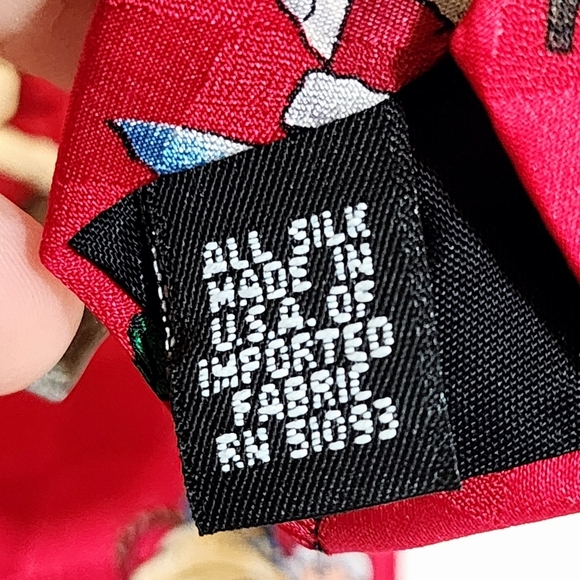 ALL SILK
MADE IN
U.S.A. OF
IMPORTED
FABRIC
RN 51093